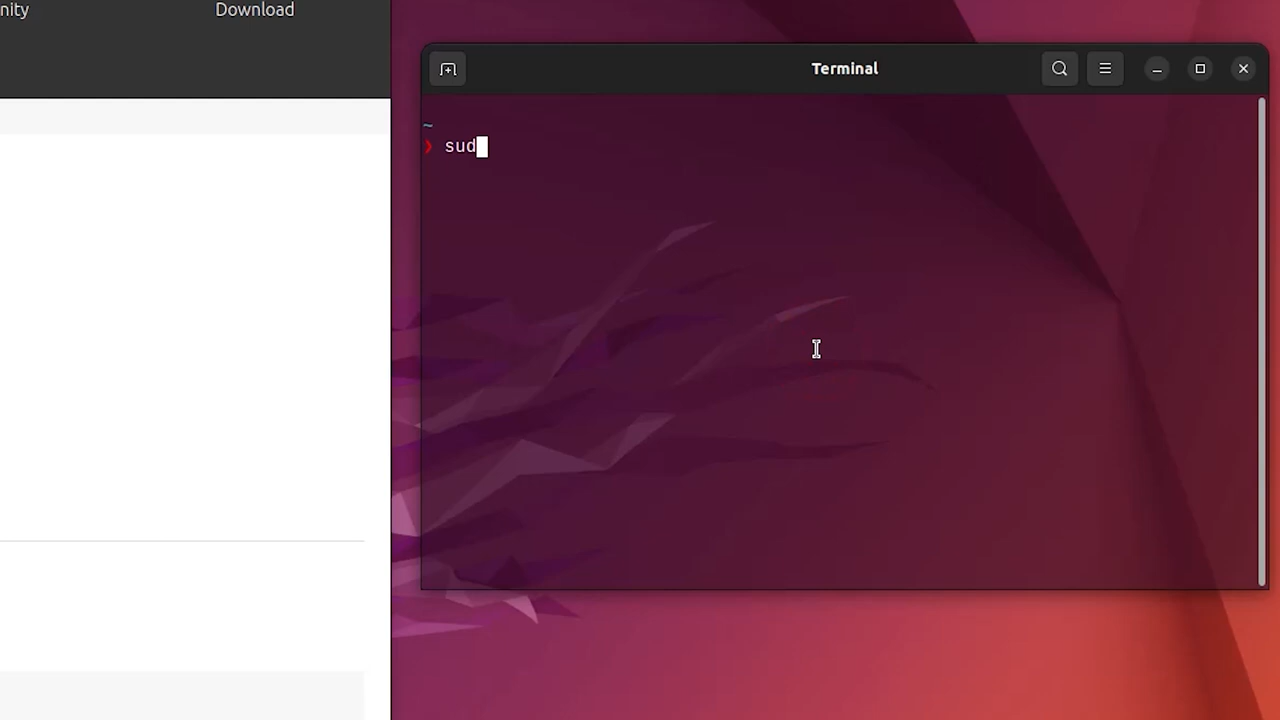 nity Download
Terminal
~
❯ sud